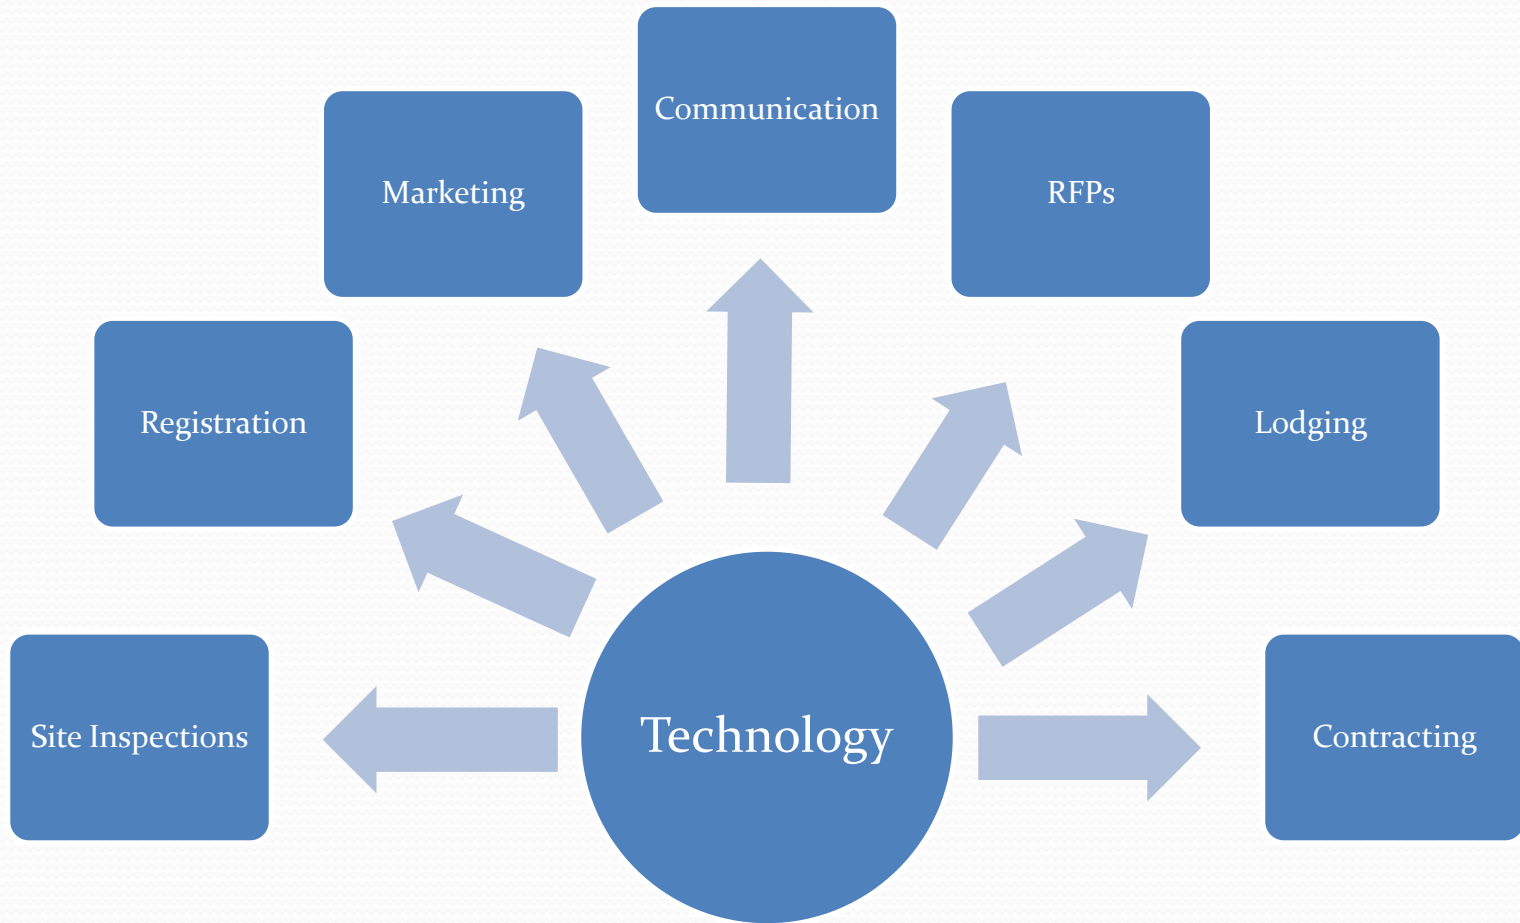 Communication
Marketing
RFPs
Registration
Lodging
Site Inspections
Technology
Contracting